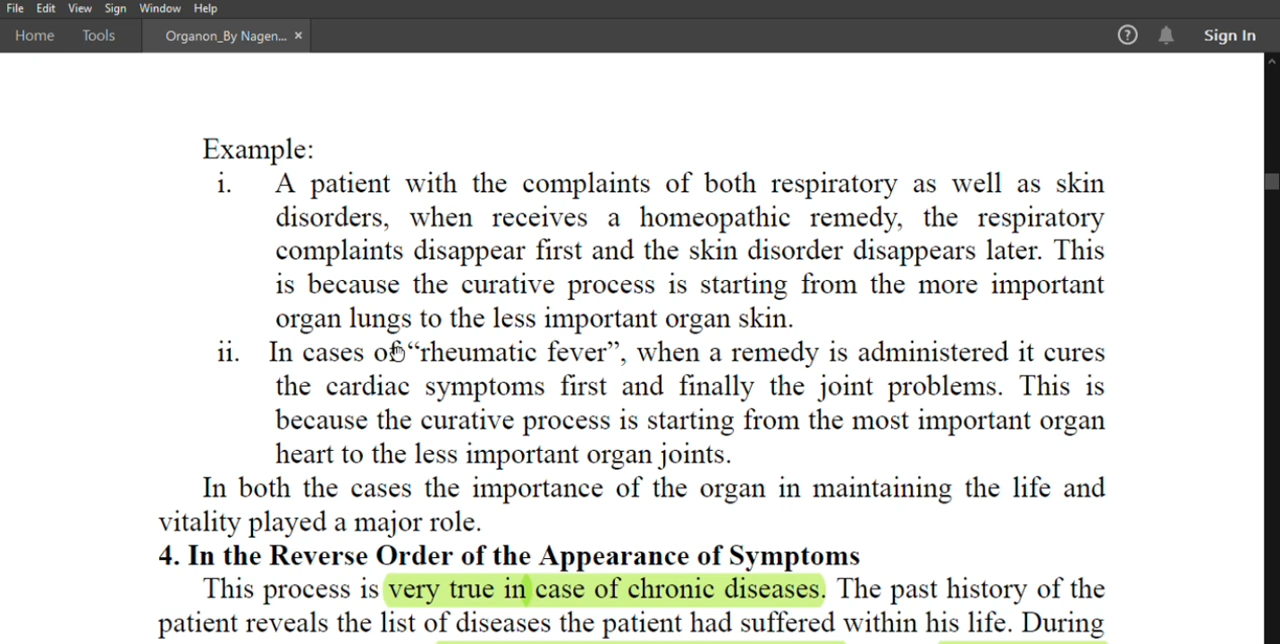 File Edit View Sign Window Help
Home Tools Organon_By Nagen... × Sign In
Example:
i. A patient with the complaints of both respiratory as well as skin
disorders, when receives a homeopathic remedy, the respiratory
complaints disappear first and the skin disorder disappears later. This
is because the curative process is starting from the more important
organ lungs to the less important organ skin.
ii. In cases of “rheumatic fever”, when a remedy is administered it cures
the cardiac symptoms first and finally the joint problems. This is
because the curative process is starting from the most important organ
heart to the less important organ joints.
In both the cases the importance of the organ in maintaining the life and
vitality played a major role.
4. In the Reverse Order of the Appearance of Symptoms
This process is very true in case of chronic diseases. The past history of the
patient reveals the list of diseases the patient had suffered within his life. During